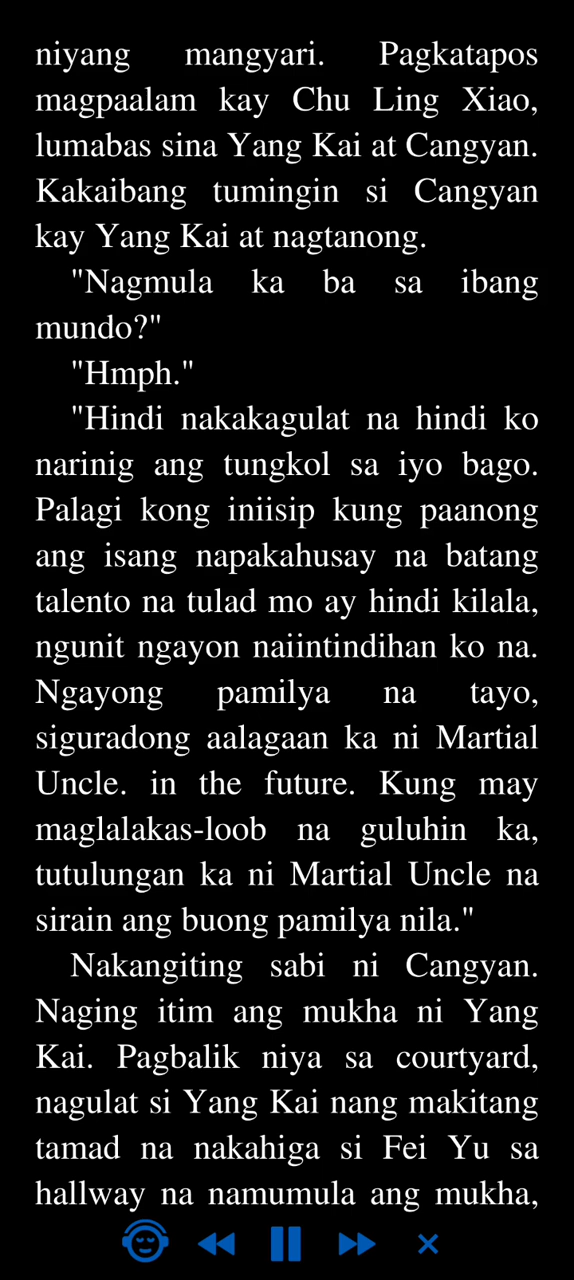 niyang mangyari. Pagkatapos
magpaalam kay Chu Ling Xiao,
lumabas sina Yang Kai at Cangyan.
Kakaibang tumingin si Cangyan
kay Yang Kai at nagtanong.
"Nagmula ka ba sa ibang
mundo?"
"Hmph."
"Hindi nakakagulat na hindi ko
narinig ang tungkol sa iyo bago.
Palagi kong iniisip kung paanong
ang isang napakahusay na batang
talento na tulad mo ay hindi kilala,
ngunit ngayon naiintindihan ko na.
Ngayong pamilya na tayo,
siguradong aalagaan ka ni Martial
Uncle. in the future. Kung may
maglalakas-loob na guluhin ka,
tutulungan ka ni Martial Uncle na
sirain ang buong pamilya nila."
Nakangiting sabi ni Cangyan.
Naging itim ang mukha ni Yang
Kai. Pagbalik niya sa courtyard,
nagulat si Yang Kai nang makitang
tamad na nakahiga si Fei Yu sa
hallway na namumula ang mukha,